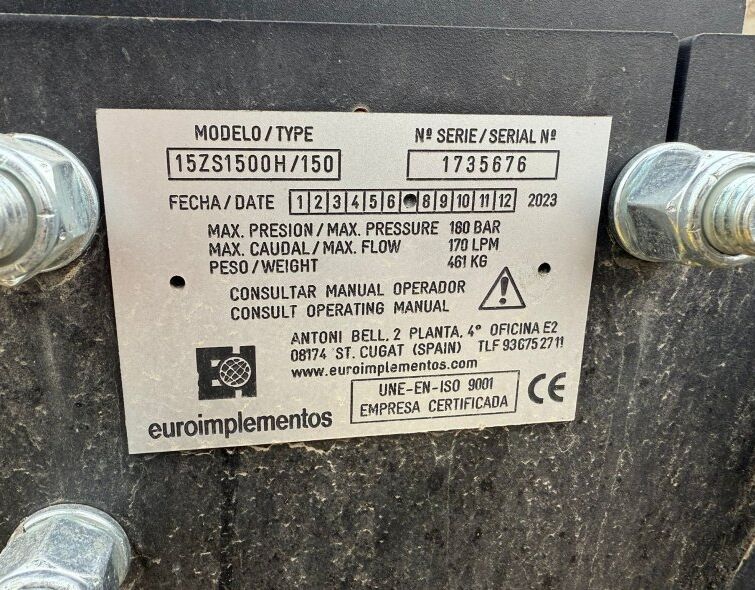 MODELO/TYPE Nº SERIE/SERIAL Nº
15ZS1500H/150 1735676
FECHA/DATE 1 2 3 4 5 6 8 9 10 11 12 2023
MAX. PRESION/MAX. PRESSURE 180 BAR
MAX. CAUDAL/MAX. FLOW 170 LPM
PESO/WEIGHT 461 KG
CONSULTAR MANUAL OPERADOR
CONSULT OPERATING MANUAL
ANTONI BELL, 2 PLANTA, 4º OFICINA E2
08174 ST. CUGAT (SPAIN) TLF 936752711
www.euroimplementos.com
UNE-EN-ISO 9001
EMPRESA CERTIFICADA
CE
euroimplementos